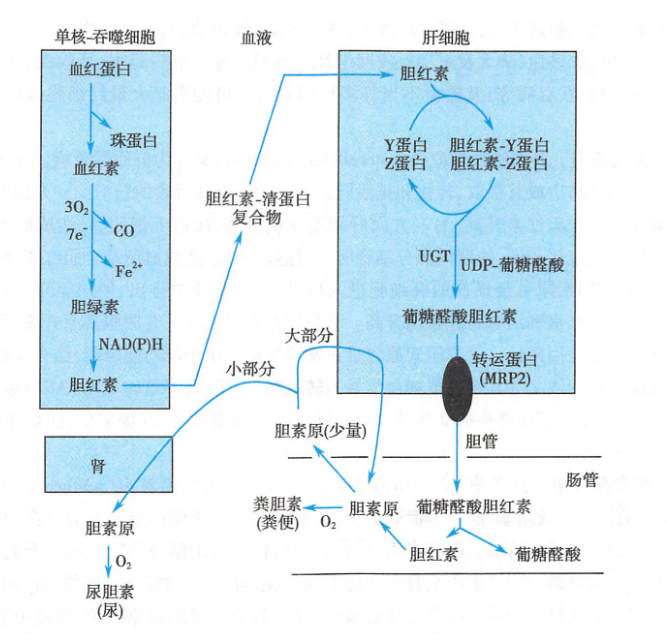 单核-吞噬细胞
血红蛋白
珠蛋白
血红素
3O₂
7e⁻
CO
Fe²⁺
胆绿素
NAD(P)H
胆红素
血液
胆红素-清蛋白
复合物
肝细胞
胆红素
Y蛋白
Z蛋白
胆红素-Y蛋白
胆红素-Z蛋白
UGT
UDP-葡糖醛酸
葡糖醛酸胆红素
转运蛋白
(MRP2)
胆管
大部分
小部分
胆素原(少量)
肾
胆素原
O₂
尿胆素
(尿)
肠管
粪胆素
(粪便)
O₂
胆素原
葡糖醛酸胆红素
胆红素
葡糖醛酸